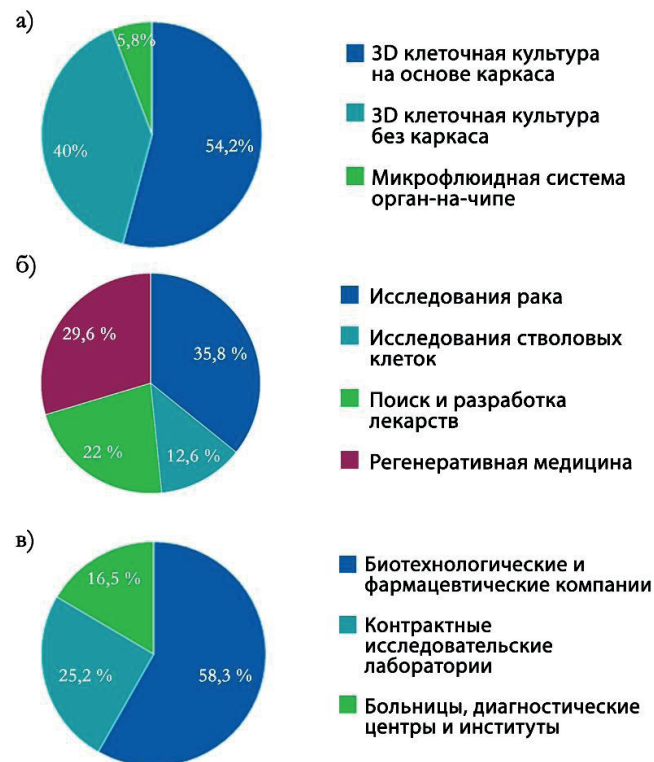 а)
5,8%
40%
54,2%
3D клеточная культура
на основе каркаса
3D клеточная культура
без каркаса
Микрофлюидная система
орган-на-чипе
б)
29,6 %
35,8 %
22 %
12,6 %
Исследования рака
Исследования стволовых
клеток
Поиск и разработка
лекарств
Регенеративная медицина
в)
16,5 %
25,2 %
58,3 %
Биотехнологические и
фармацевтические компании
Контрактные
исследовательские
лаборатории
Больницы, диагностические
центры и институты